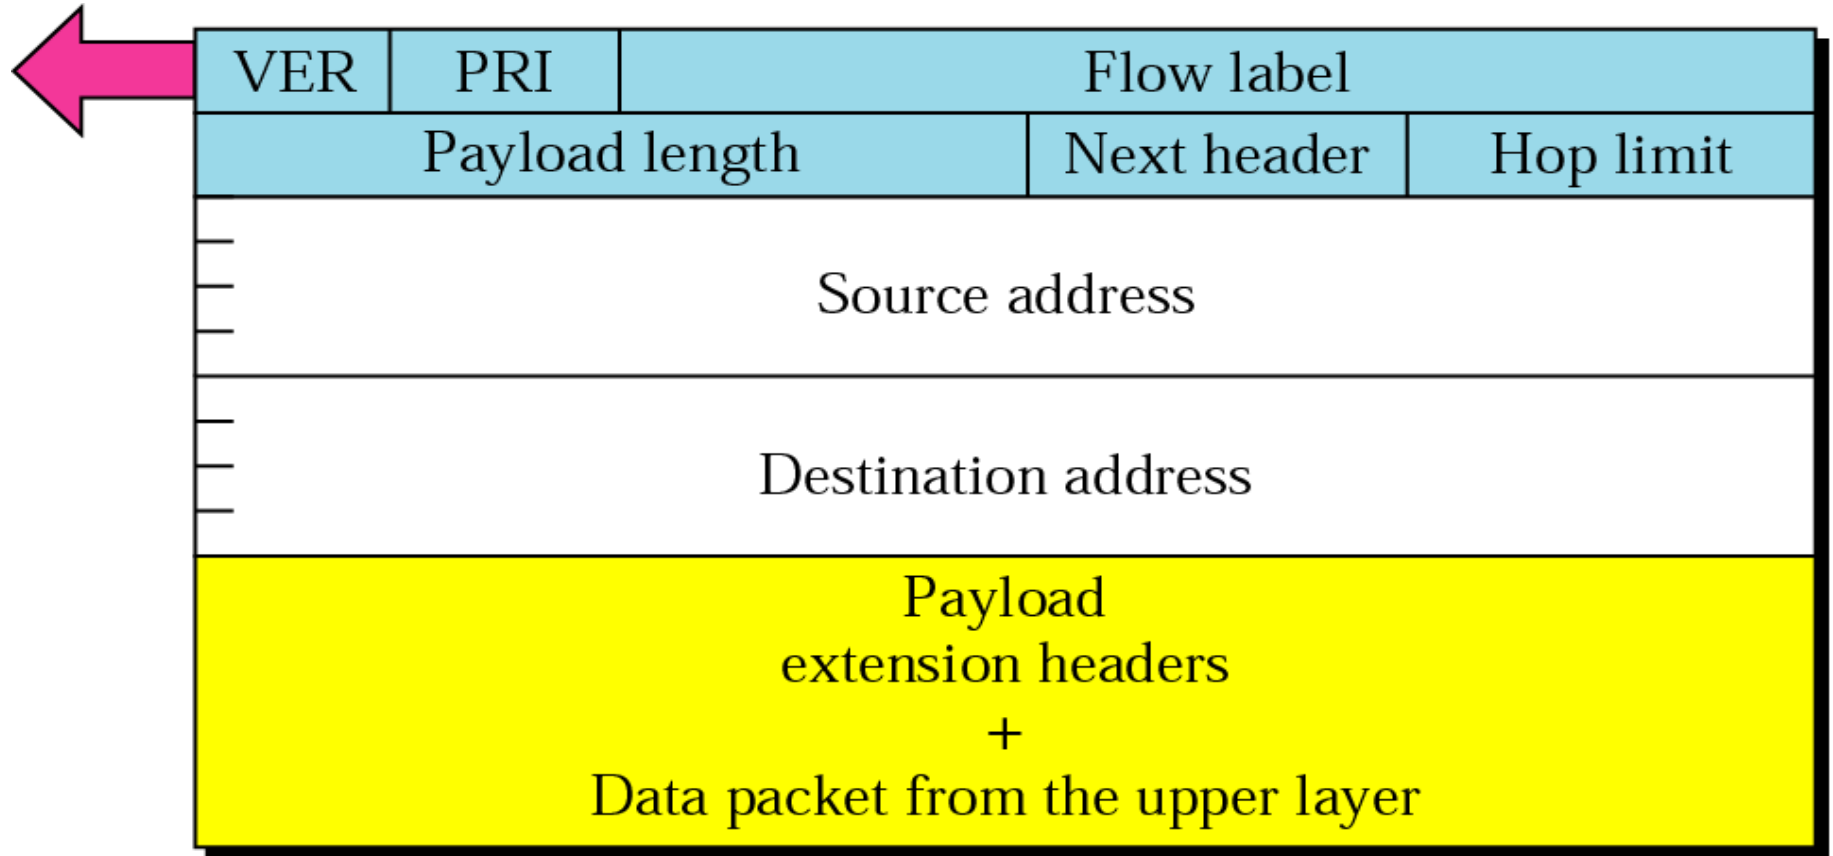 VER PRI Flow label
Payload length Next header Hop limit
Source address
Destination address
Payload
extension headers
+
Data packet from the upper layer